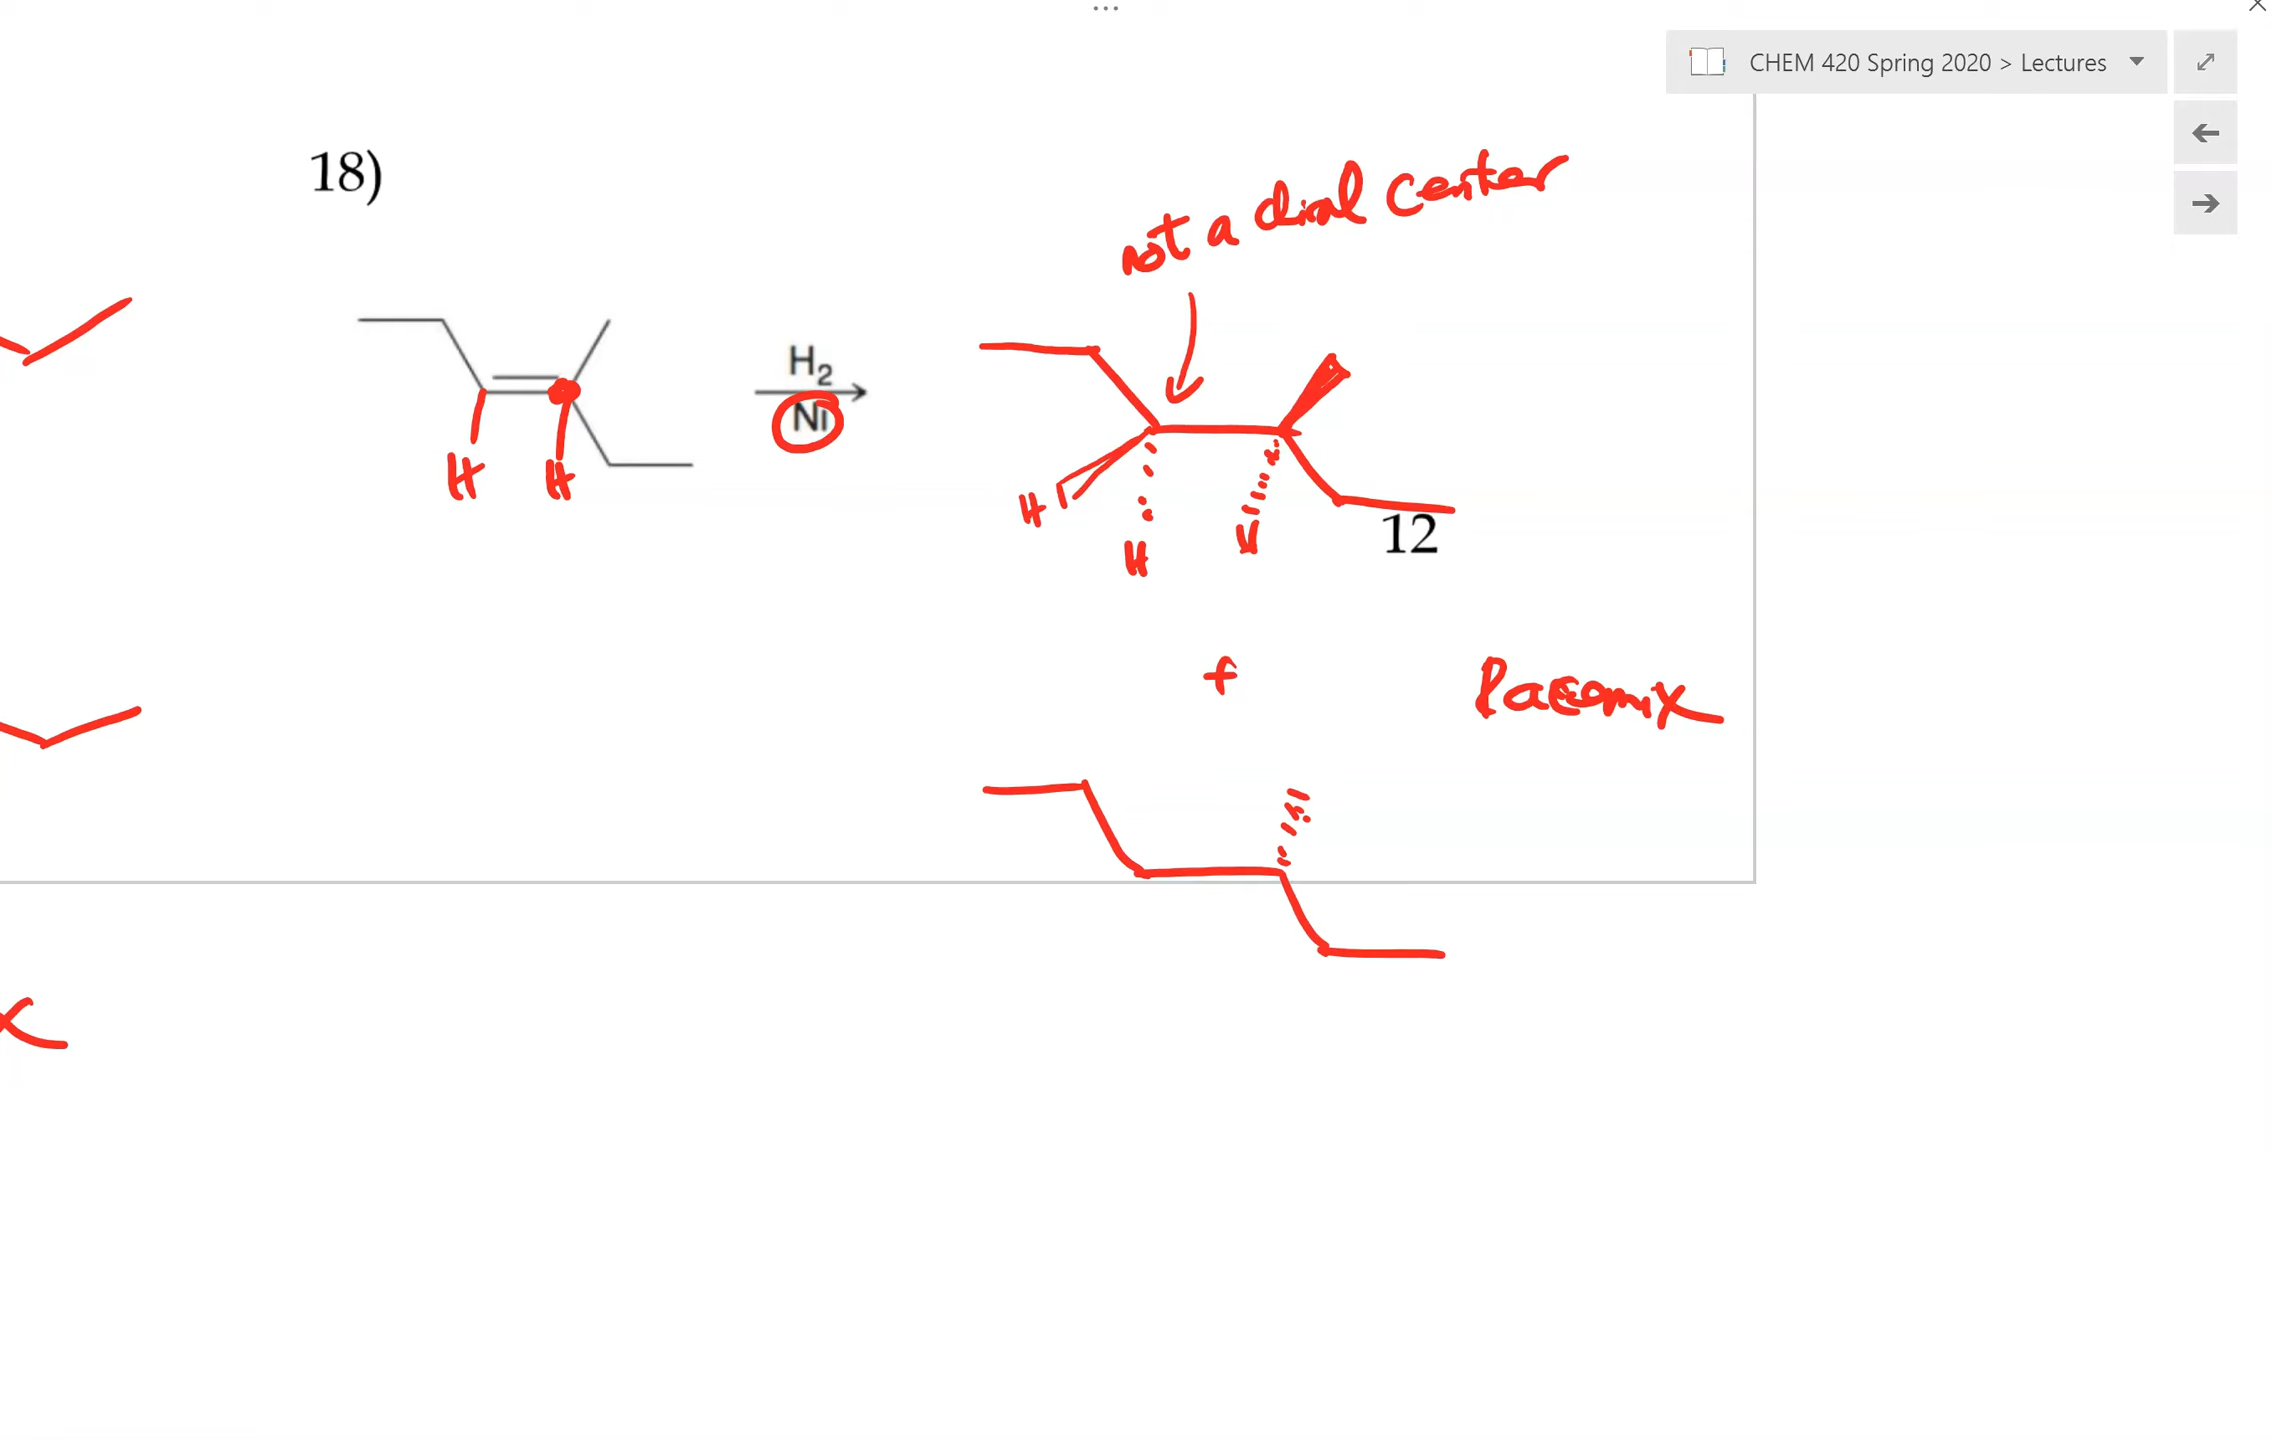 ...
CHEM 420 Spring 2020 > Lectures
18)
not a chiral center
H₂
Ni
H H
H
H
H
12
+
Racemix